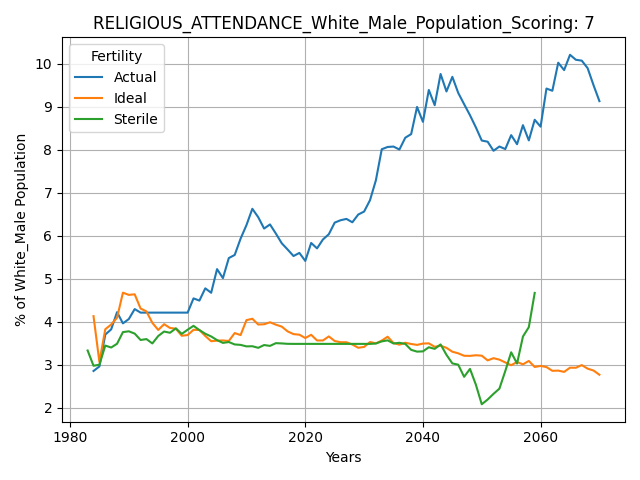 RELIGIOUS_ATTENDANCE_White_Male_Population_Scoring: 7
Fertility
Actual
Ideal
Sterile
% of White_Male Population
10
9
8
7
6
5
4
3
2
1980
2000
2020
2040
2060
Years